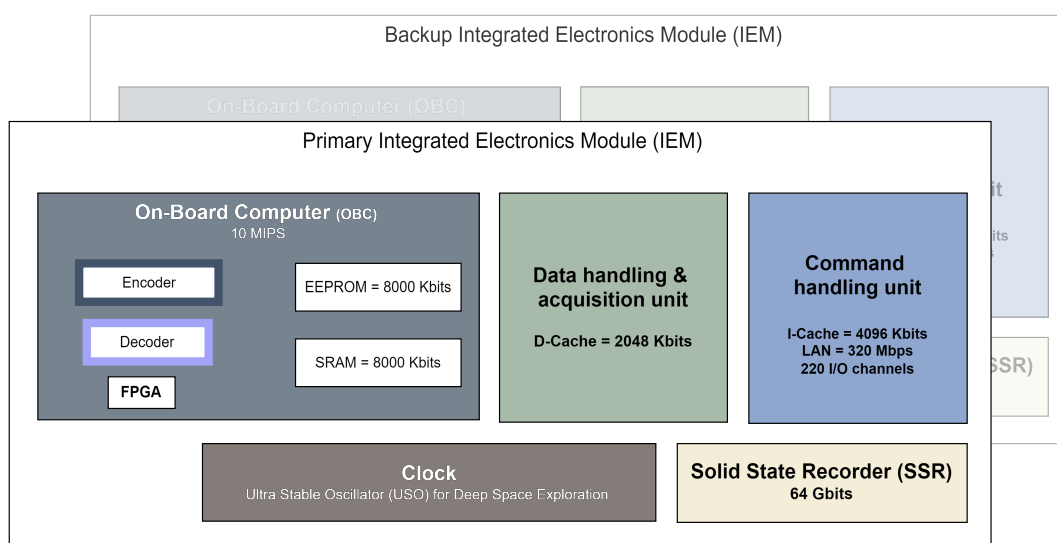 Backup Integrated Electronics Module (IEM)
On-Board Computer (OBC)
Primary Integrated Electronics Module (IEM)
On-Board Computer (OBC)
10 MIPS
Encoder
Decoder
FPGA
EEPROM = 8000 Kbits
SRAM = 8000 Kbits
Data handling &
acquisition unit
D-Cache = 2048 Kbits
Command
handling unit
I-Cache = 4096 Kbits
LAN = 320 Mbps
220 I/O channels
Clock
Ultra Stable Oscillator (USO) for Deep Space Exploration
Solid State Recorder (SSR)
64 Gbits
SSR)